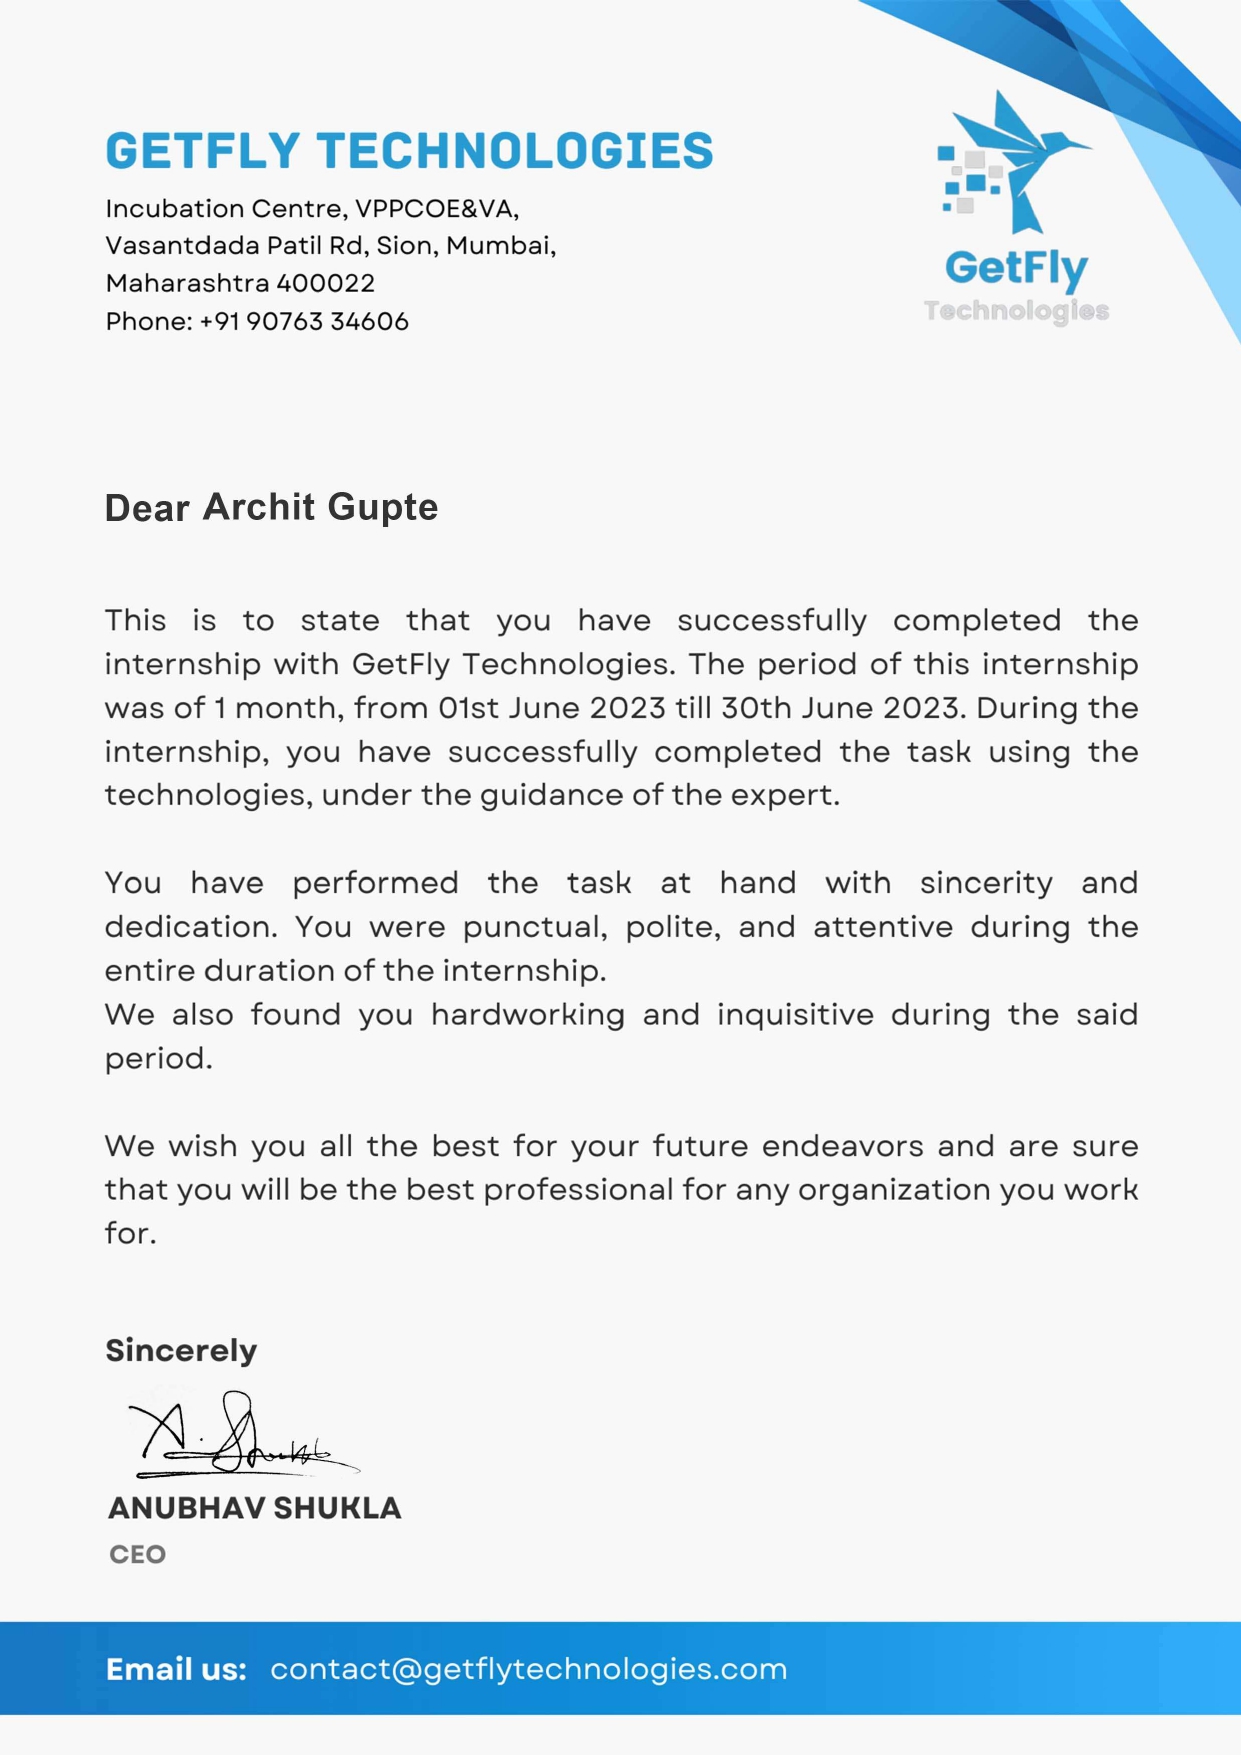 GETFLY TECHNOLOGIES
Incubation Centre, VPPCOE&VA,
Vasantdada Patil Rd, Sion, Mumbai,
Maharashtra 400022
Phone: +91 90763 34606
GetFly
Technologies
Dear Archit Gupte
This is to state that you have successfully completed the
internship with GetFly Technologies. The period of this internship
was of 1 month, from 01st June 2023 till 30th June 2023. During the
internship, you have successfully completed the task using the
technologies, under the guidance of the expert.
You have performed the task at hand with sincerity and
dedication. You were punctual, polite, and attentive during the
entire duration of the internship.
We also found you hardworking and inquisitive during the said
period.
We wish you all the best for your future endeavors and are sure
that you will be the best professional for any organization you work
for.
Sincerely
A. Shukla
ANUBHAV SHUKLA
CEO
Email us: contact@getflytechnologies.com